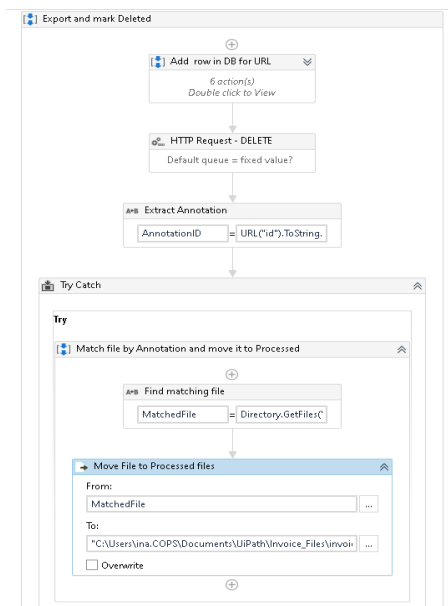 Export and mark Deleted
Add row in DB for URL
6 action(s)
Double click to View
HTTP Request - DELETE
Default queue = fixed value?
A*B Extract Annotation
AnnotationID = URL("id").ToString.
Try Catch
Try
Match file by Annotation and move it to Processed
A*B Find matching file
MatchedFile = Directory.GetFiles("
Move File to Processed files
From:
MatchedFile ...
To:
"C:\Users\ina.COPS\Documents\UiPath\Invoice_Files\invoi ...
Overwrite